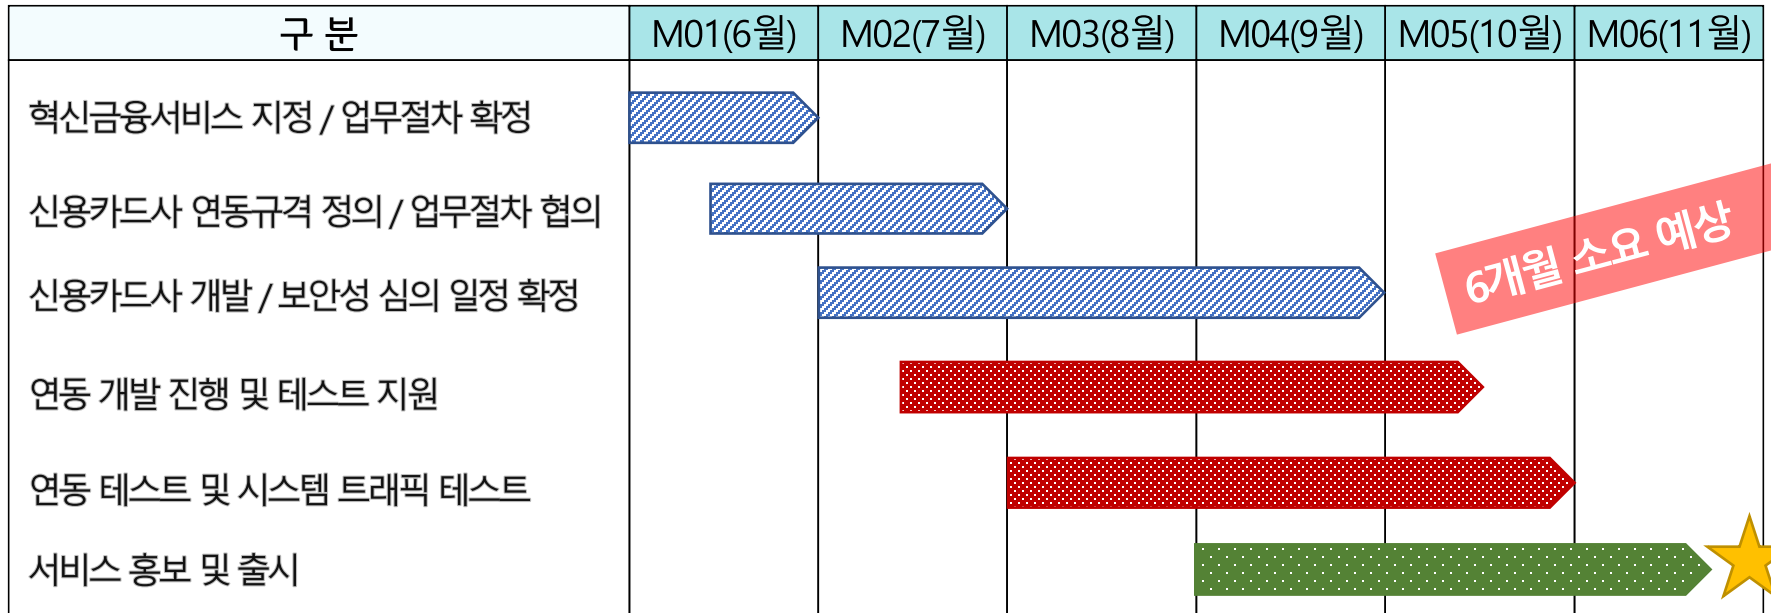 구 분
M01(6월)
M02(7월)
M03(8월)
M04(9월)
M05(10월)
M06(11월)
혁신금융서비스 지정 / 업무절차 확정
신용카드사 연동규격 정의 / 업무절차 협의
6개월 소요 예상
신용카드사 개발 / 보안성 심의 일정 확정
연동 개발 진행 및 테스트 지원
연동 테스트 및 시스템 트래픽 테스트
서비스 홍보 및 출시